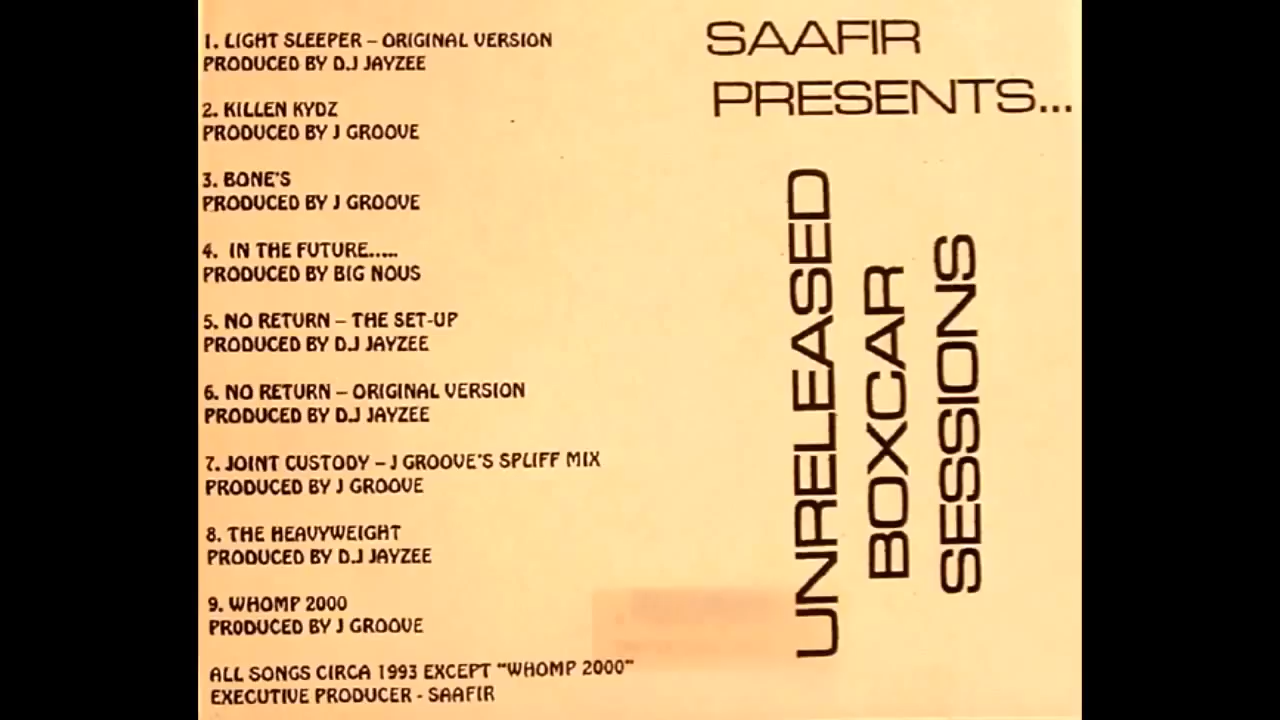 1. LIGHT SLEEPER – ORIGINAL VERSION
PRODUCED BY D.J JAYZEE
2. KILLEN KYDZ
PRODUCED BY J GROOVE
3. BONE'S
PRODUCED BY J GROOVE
4. IN THE FUTURE.....
PRODUCED BY BIG NOUS
5. NO RETURN – THE SET-UP
PRODUCED BY D.J JAYZEE
6. NO RETURN – ORIGINAL VERSION
PRODUCED BY D.J JAYZEE
7. JOINT CUSTODY – J GROOVE'S SPLIFF MIX
PRODUCED BY J GROOVE
8. THE HEAVYWEIGHT
PRODUCED BY D.J JAYZEE
9. WHOMP 2000
PRODUCED BY J GROOVE
ALL SONGS CIRCA 1993 EXCEPT "WHOMP 2000"
EXECUTIVE PRODUCER - SAAFIR
SAAFIR
PRESENTS...
UNRELEASED
BOXCAR
SESSIONS